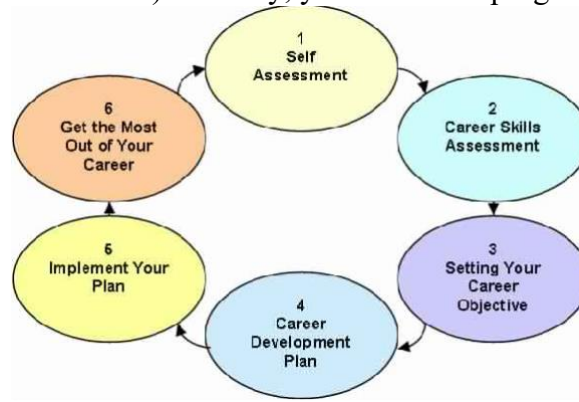 1
Self
Assessment
2
Career Skills
Assessment
3
Setting Your
Career
Objective
4
Career
Development
Plan
5
Implement Your
Plan
6
Get the Most
Out of Your
Career